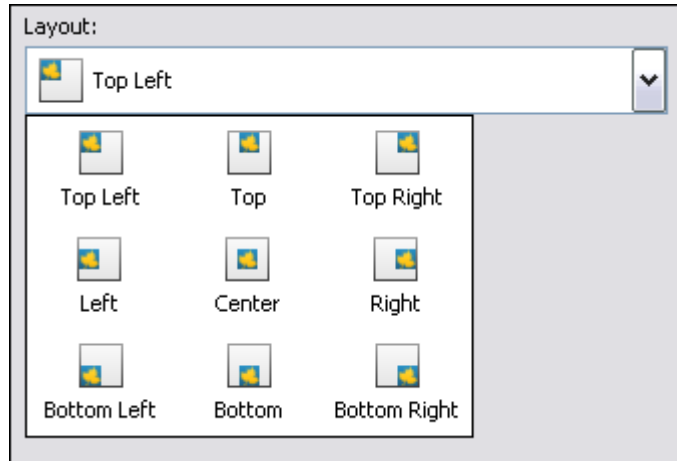 Layout:
Top Left
Top Left Top Top Right
Left Center Right
Bottom Left Bottom Bottom Right